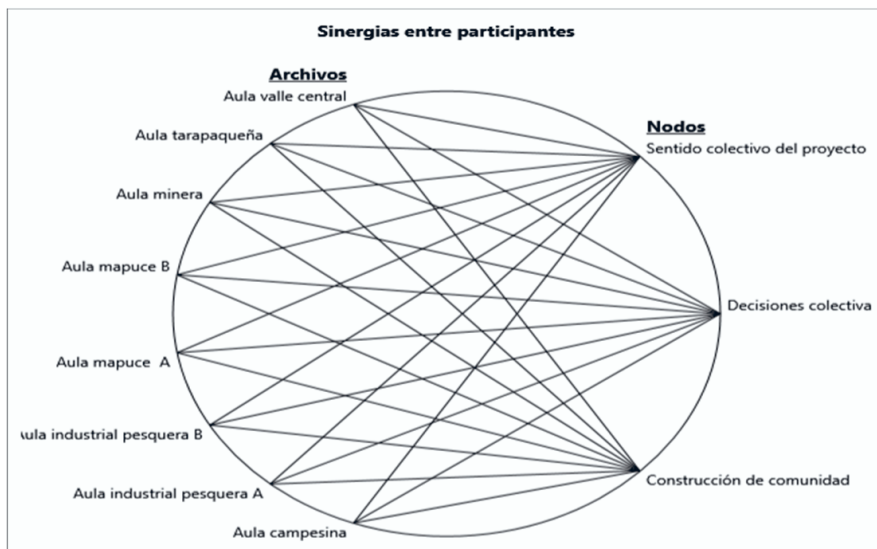 Sinergias entre participantes
Archivos
Aula valle central
Aula tarapaqueña
Aula minera
Aula mapuce B
Aula mapuce A
ula industrial pesquera B
Aula industrial pesquera A
Aula campesina
Nodos
Sentido colectivo del proyecto
Decisiones colectiva
Construcción de comunidad